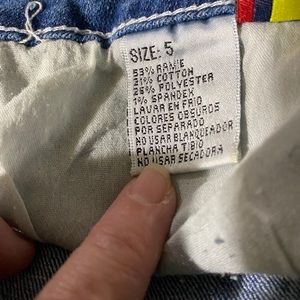 SIZE: 5
53% RAMIE
21% COTTON
25% POLYESTER
1% SPANDEX
LAVAR EN FRIO
COLORES OBSCUROS
POR SEPARADO
NO USAR BLANQUEADOR
PLANCHA TIBIO
NO USAR SECADORA